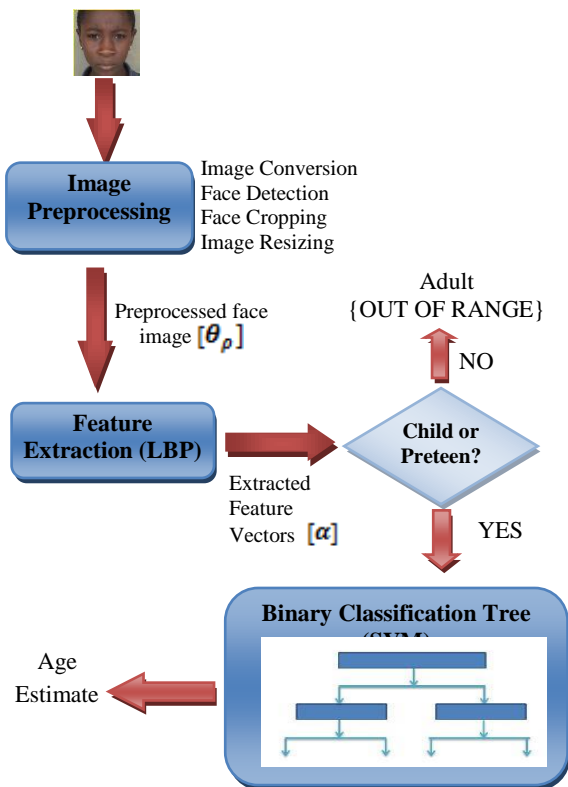 Image
Preprocessing
Image Conversion
Face Detection
Face Cropping
Image Resizing
Preprocessed face
image [θρ]
Adult
{OUT OF RANGE}
NO
Feature
Extraction (LBP)
Child or
Preteen?
Extracted
Feature
Vectors [α]
YES
Binary Classification Tree
(SVM)
Age
Estimate